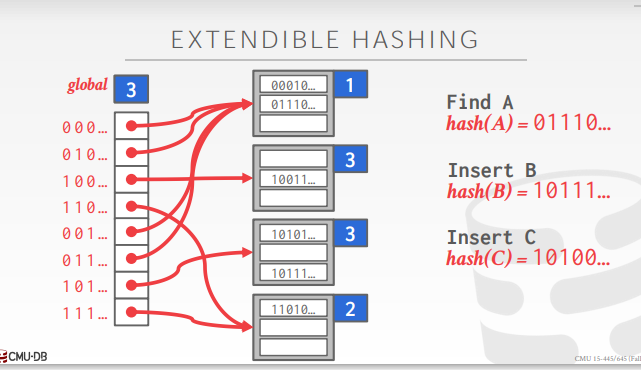 EXTENDIBLE HASHING
global 3
000...
010...
100...
110...
001...
011...
101...
111...
1
00010...
01110...
3
10011...
3
10101...
10111...
2
11010...
Find A
hash(A) = 01110...
Insert B
hash(B) = 10111...
Insert C
hash(C) = 10100...
CMU·DB
CMU 15-445/645 (Fall